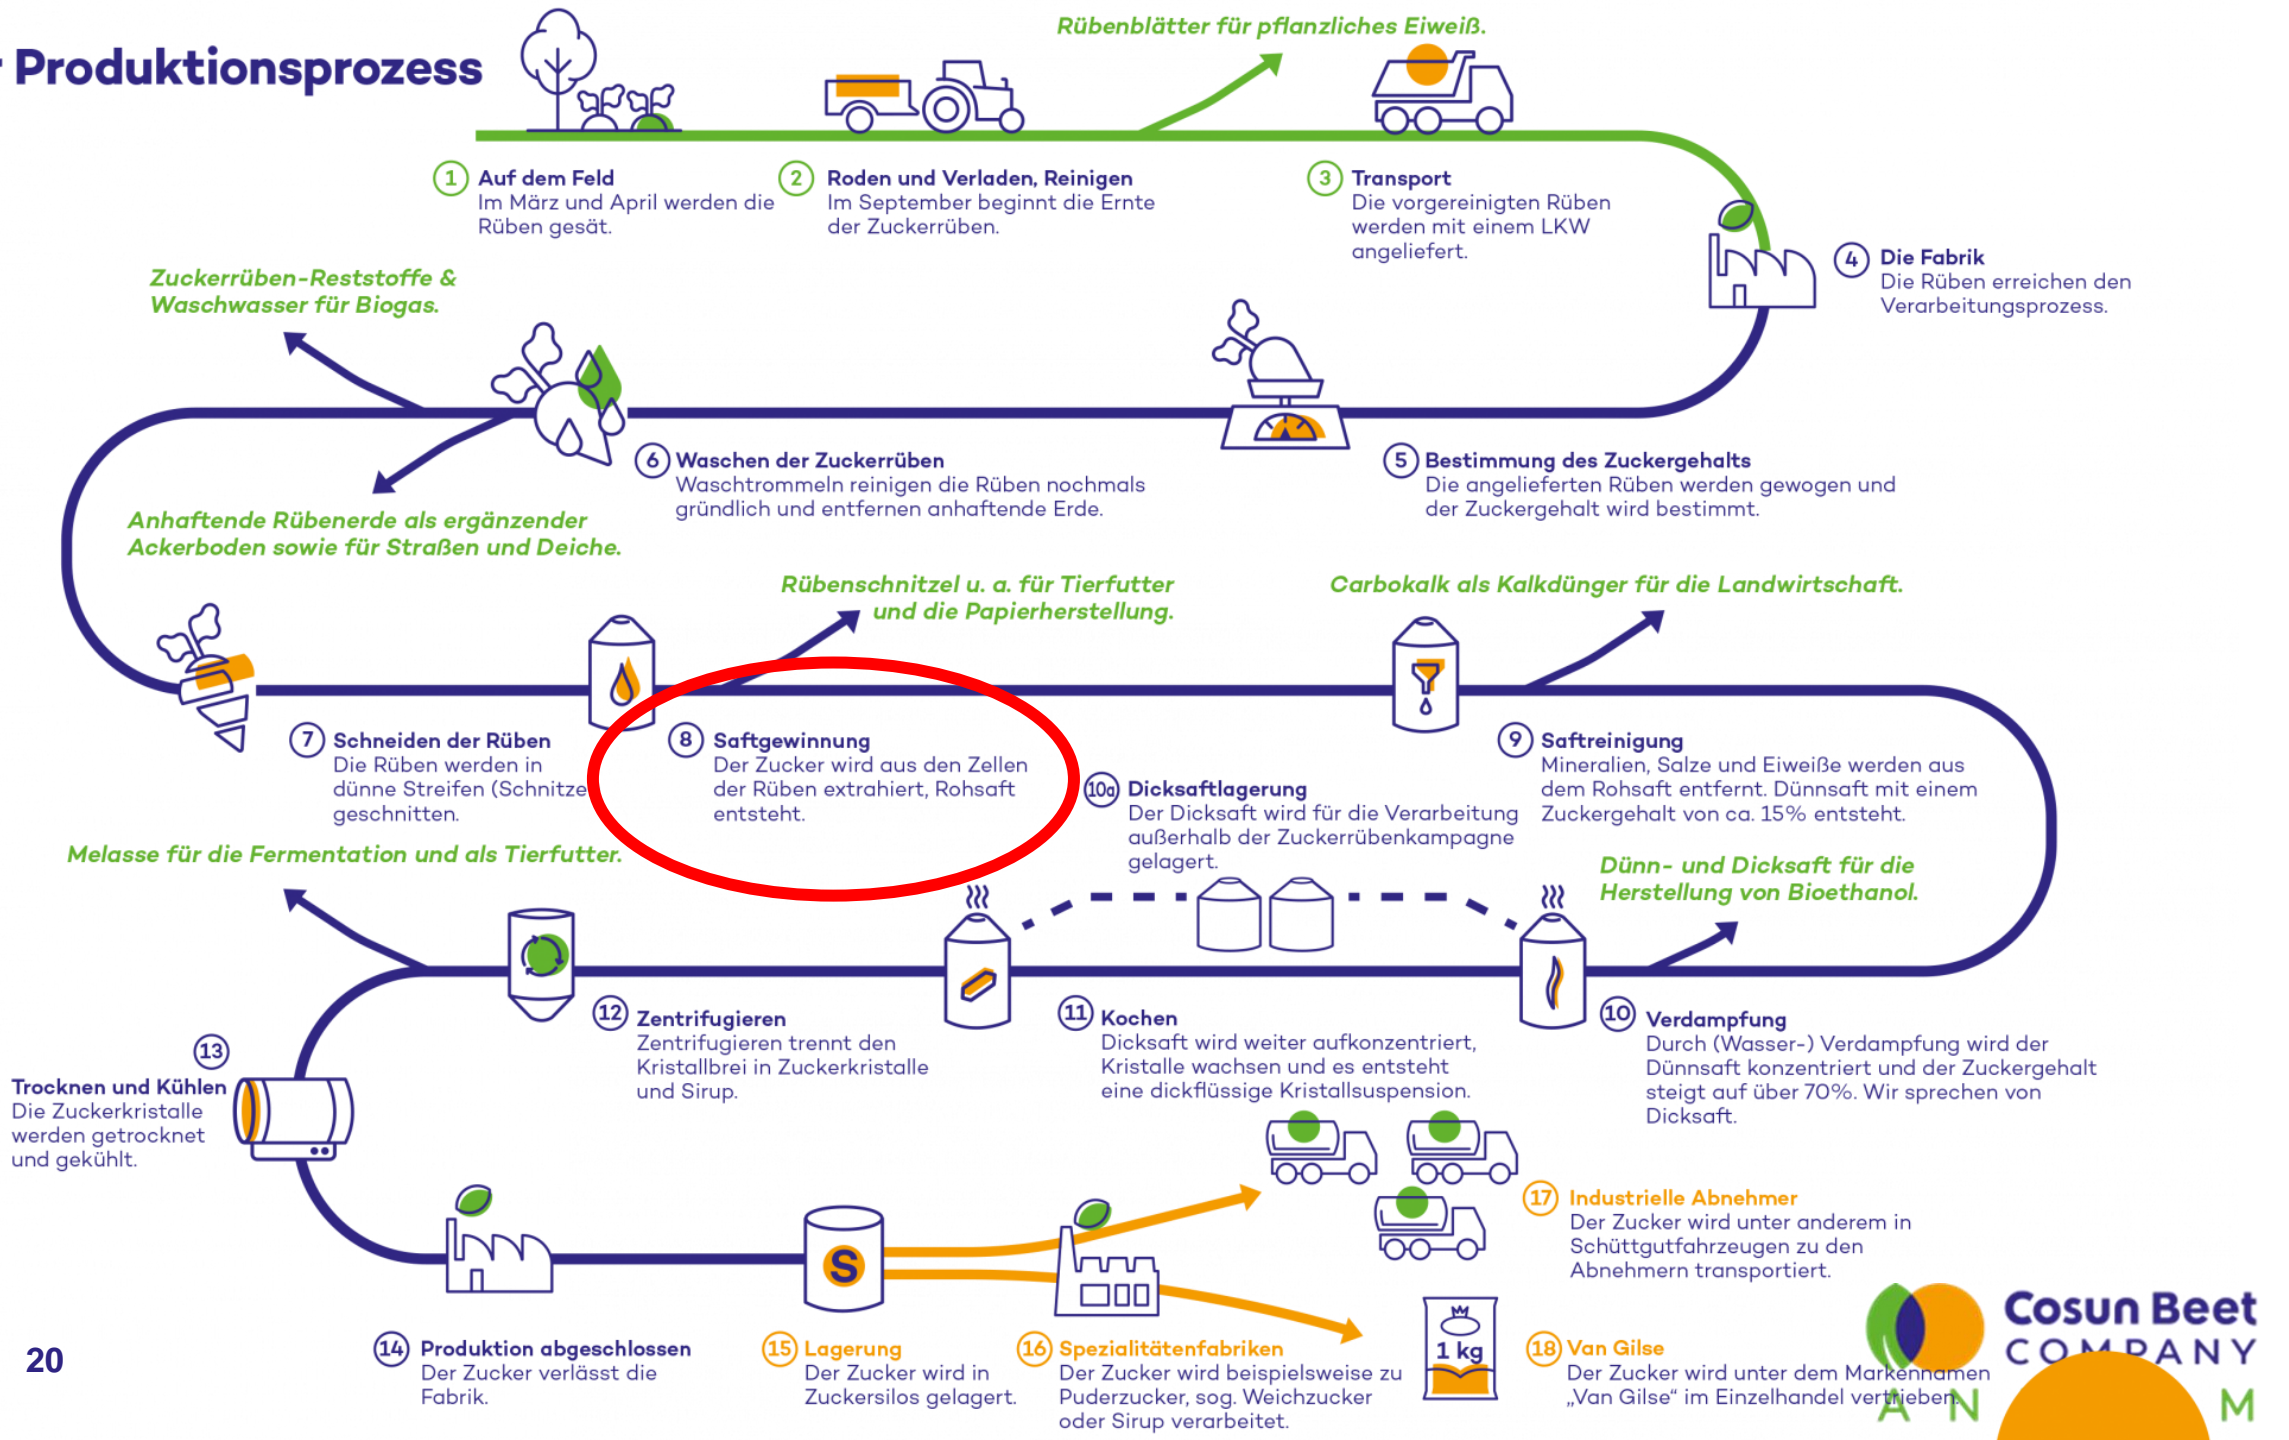 Produktionsprozess
Rübenblätter für pflanzliches Eiweiß.
1 Auf dem Feld
Im März und April werden die
Rüben gesät.
2 Roden und Verladen, Reinigen
Im September beginnt die Ernte
der Zuckerrüben.
3 Transport
Die vorgereinigten Rüben
werden mit einem LKW
angeliefert.
4 Die Fabrik
Die Rüben erreichen den
Verarbeitungsprozess.
Zuckerrüben-Reststoffe &
Waschwasser für Biogas.
6 Waschen der Zuckerrüben
Waschtrommeln reinigen die Rüben nochmals
gründlich und entfernen anhaftende Erde.
5 Bestimmung des Zuckergehalts
Die angelieferten Rüben werden gewogen und
der Zuckergehalt wird bestimmt.
Anhaftende Rübenerde als ergänzender
Ackerboden sowie für Straßen und Deiche.
Rübenschnitzel u. a. für Tierfutter
und die Papierherstellung.
Carbokalk als Kalkdünger für die Landwirtschaft.
7 Schneiden der Rüben
Die Rüben werden in
dünne Streifen (Schnitze
geschnitten.
8 Saftgewinnung
Der Zucker wird aus den Zellen
der Rüben extrahiert, Rohsaft
entsteht.
9 Saftreinigung
Mineralien, Salze und Eiweiße werden aus
dem Rohsaft entfernt. Dünnsaft mit einem
Zuckergehalt von ca. 15% entsteht.
10a Dicksaftlagerung
Der Dicksaft wird für die Verarbeitung
außerhalb der Zuckerrübenkampagne
gelagert.
Melasse für die Fermentation und als Tierfutter.
Dünn- und Dicksaft für die
Herstellung von Bioethanol.
12 Zentrifugieren
Zentrifugieren trennt den
Kristallbrei in Zuckerkristalle
und Sirup.
11 Kochen
Dicksaft wird weiter aufkonzentriert,
Kristalle wachsen und es entsteht
eine dickflüssige Kristallsuspension.
10 Verdampfung
Durch (Wasser-) Verdampfung wird der
Dünnsaft konzentriert und der Zuckergehalt
steigt auf über 70%. Wir sprechen von
Dicksaft.
13
Trocknen und Kühlen
Die Zuckerkristalle
werden getrocknet
und gekühlt.
S
1 kg
14 Produktion abgeschlossen
Der Zucker verlässt die
Fabrik.
15 Lagerung
Der Zucker wird in
Zuckersilos gelagert.
16 Spezialitätenfabriken
Der Zucker wird beispielsweise zu
Puderzucker, sog. Weichzucker
oder Sirup verarbeitet.
17 Industrielle Abnehmer
Der Zucker wird unter anderem in
Schüttgutfahrzeugen zu den
Abnehmern transportiert.
18 Van Gilse
Der Zucker wird unter dem Markennamen
„Van Gilse“ im Einzelhandel vertrieben.
Cosun Beet
COMPANY
20